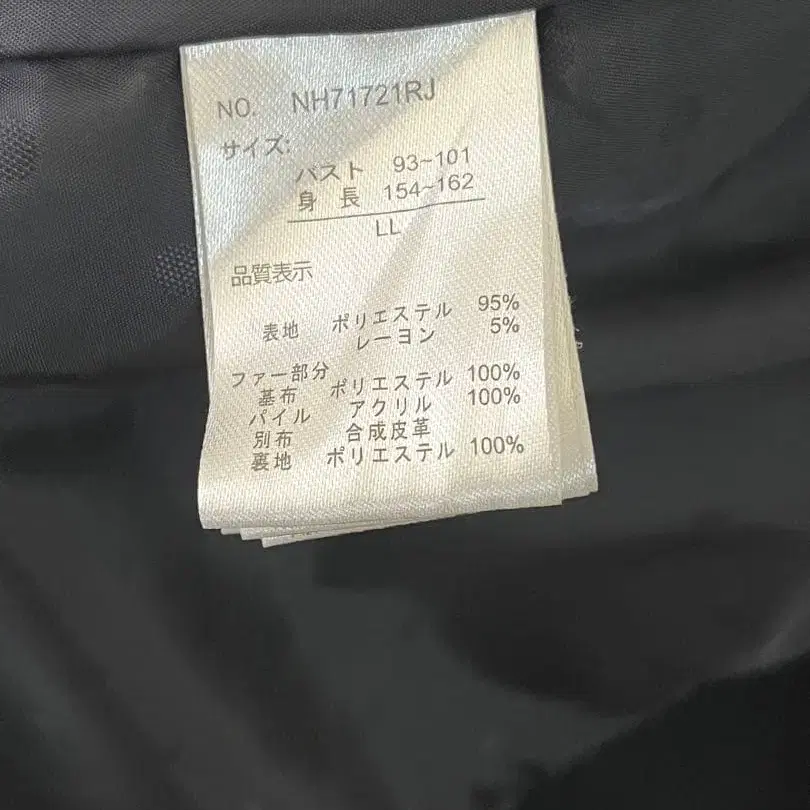 NO. NH71721RJ
サイズ:
バスト 93~101
身 長 154~162
LL
品質表示
表地 ポリエステル 95%
レーヨン 5%
ファー部分
基布 ポリエステル 100%
パイル アクリル 100%
別布 合成皮革
裏地 ポリエステル 100%